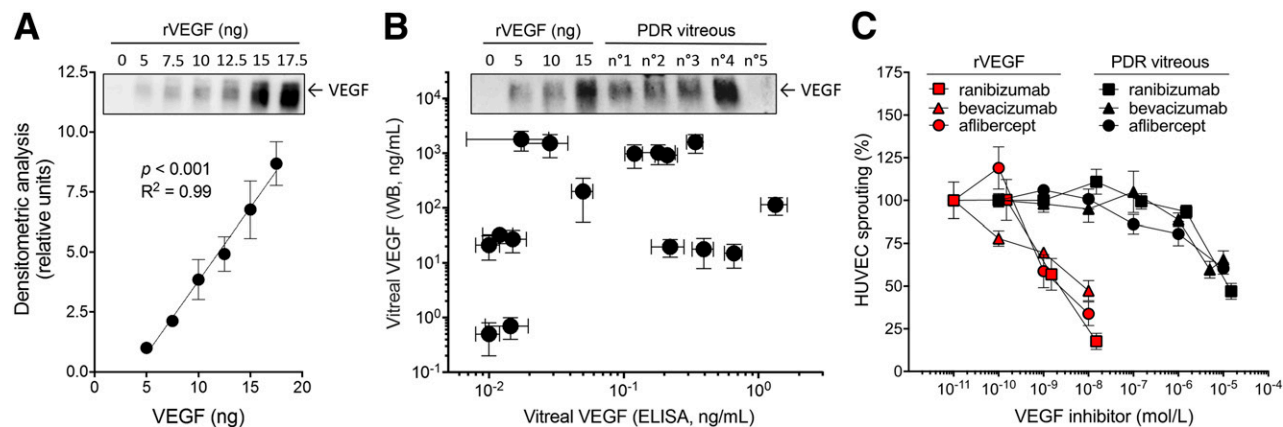 A
rVEGF (ng)
0 5 7.5 10 12.5 15 17.5
← VEGF
Densitometric analysis
(relative units)
12.5
10.0
7.5
5.0
2.5
0.0
p < 0.001
R² = 0.99
0 5 10 15 20
VEGF (ng)
B
rVEGF (ng) PDR vitreous
0 5 10 15 n°1 n°2 n°3 n°4 n°5
← VEGF
Vitreal VEGF (WB, ng/mL)
10⁴
10³
10²
10¹
10⁰
10⁻¹
10⁻² 10⁻¹ 10⁰
Vitreal VEGF (ELISA, ng/mL)
C
rVEGF PDR vitreous
ranibizumab ranibizumab
bevacizumab bevacizumab
aflibercept aflibercept
HUVEC sprouting (%)
175
150
125
100
75
50
25
0
10⁻¹¹ 10⁻¹⁰ 10⁻⁹ 10⁻⁸ 10⁻⁷ 10⁻⁶ 10⁻⁵ 10⁻⁴
VEGF inhibitor (mol/L)